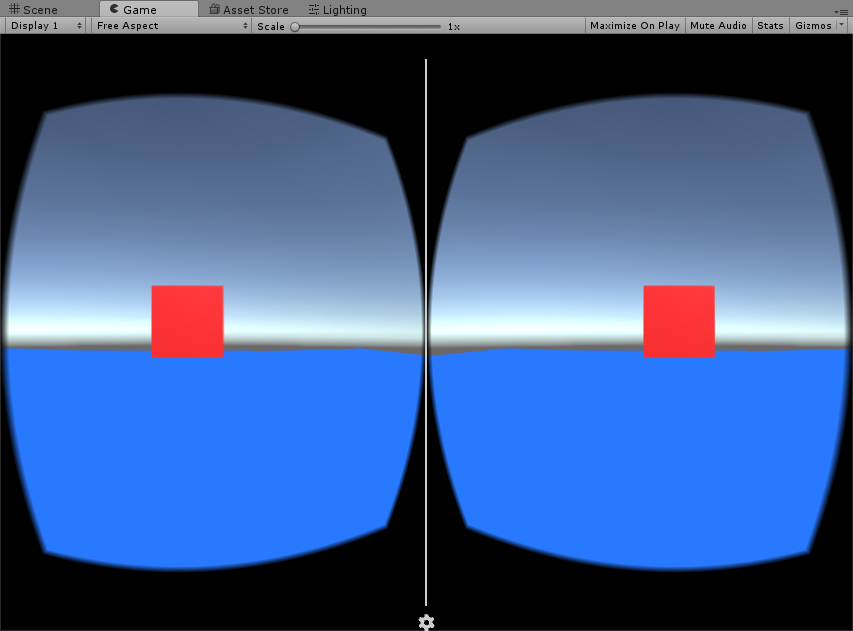 Scene Game Asset Store Lighting
Display 1 Free Aspect Scale 1x Maximize On Play Mute Audio Stats Gizmos